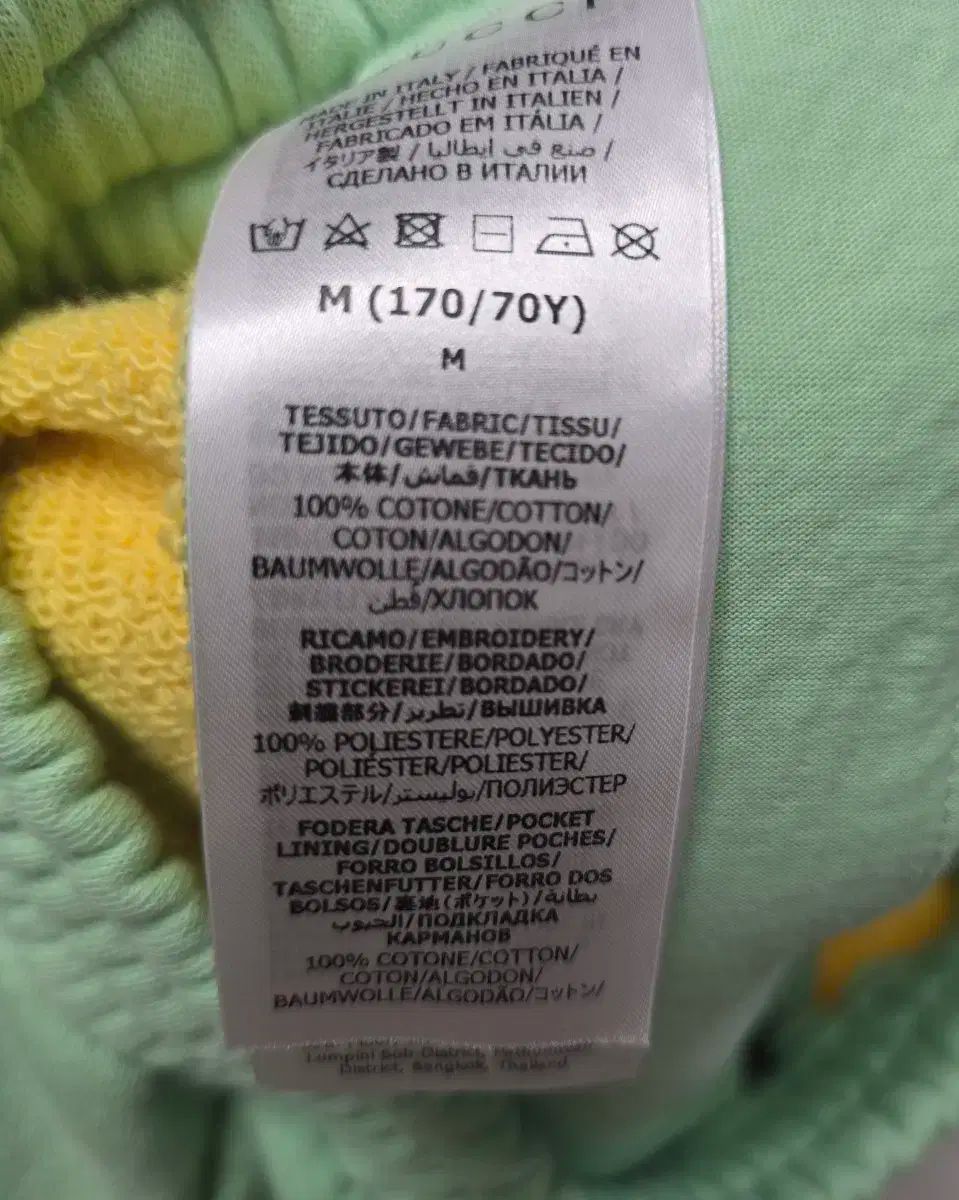 UCCI
MADE IN ITALY / FABRIQUÉ EN
ITALIE / HECHO EN ITALIA /
HERGESTELLT IN ITALIEN /
FABRICADO EM ITÁLIA /
イタリア製 / صنع في إيطاليا /
СДЕЛАНО В ИТАЛИИ
M (170/70Y)
M
TESSUTO/FABRIC/TISSU/
TEJIDO/GEWEBE/TECIDO/
本体/قماش/ТКАНЬ
100% COTONE/COTTON/
COTON/ALGODON/
BAUMWOLLE/ALGODÃO/コットン/
قطن/ХЛОПОК
RICAMO/EMBROIDERY/
BRODERIE/BORDADO/
STICKEREI/BORDADO/
刺繍部分/تطريز/ВЫШИВКА
100% POLIESTERE/POLYESTER/
POLIÉSTER/POLIESTER/
ポリエステル/بوليستر/ПОЛИЭСТЕР
FODERA TASCHE/POCKET
LINING/DOUBLURE POCHES/
FORRO BOLSILLOS/
TASCHENFUTTER/FORRO DOS
BOLSOS/裏地(ポケット)/بطانة
الجيوب/ПОДКЛАДКА
КАРМАНОВ
100% COTONE/COTTON/
COTON/ALGODON/
BAUMWOLLE/ALGODÃO/コットン/
Lumpini Sub-District,
District, Bangkok, Thailand